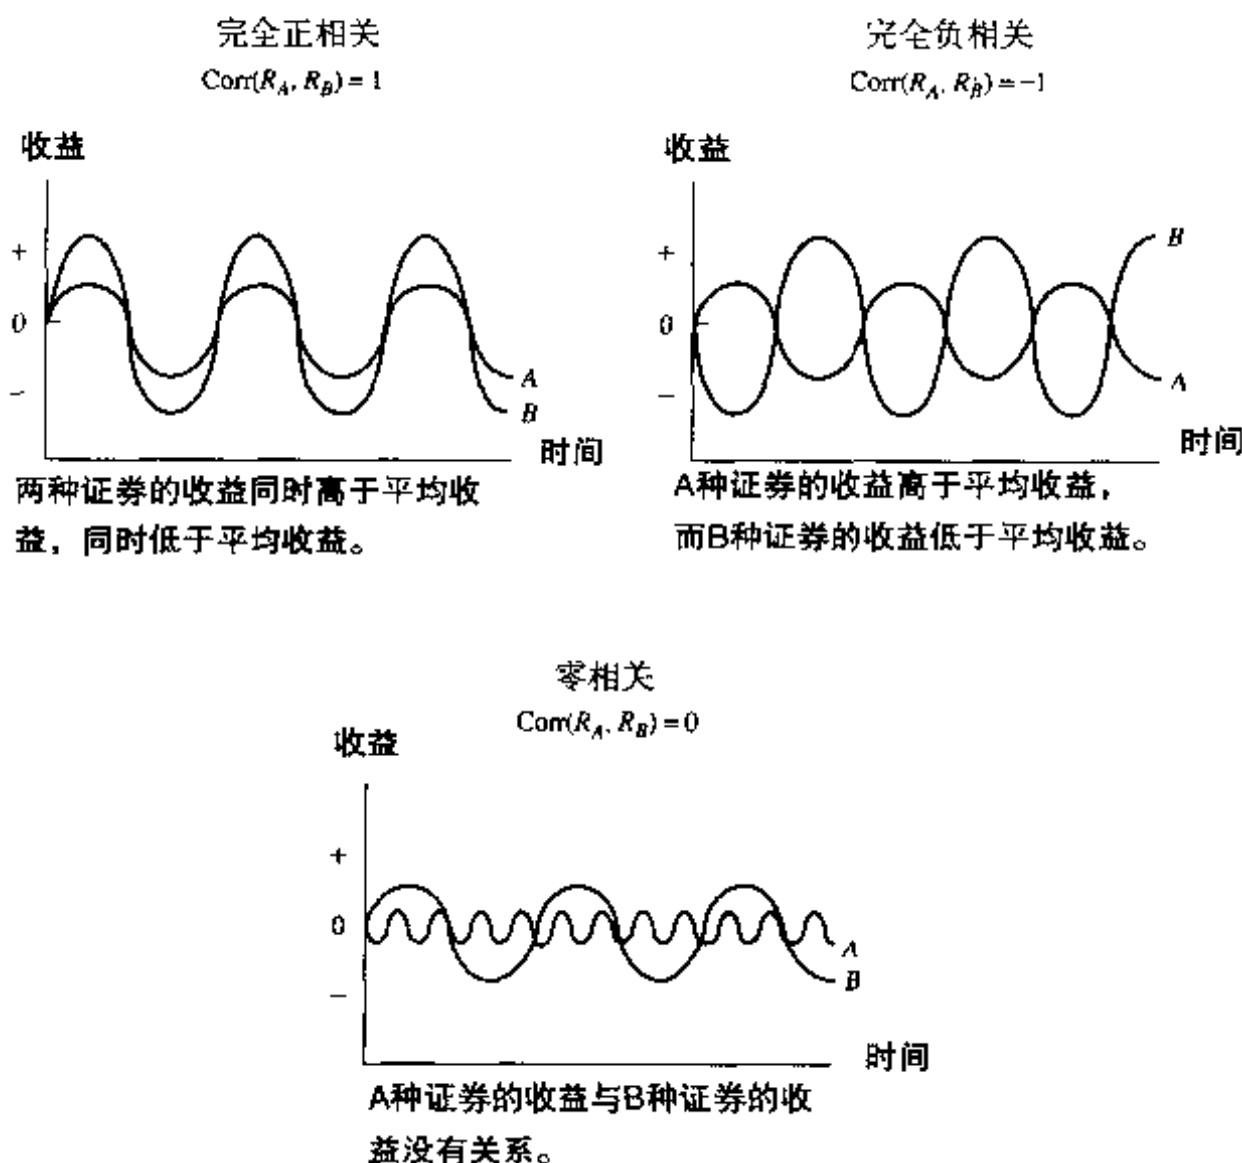 完全正相关
Corr(R_A, R_B) = 1
收益
+
0
−
A
B
时间
两种证券的收益同时高于平均收
益，同时低于平均收益。
完全负相关
Corr(R_A, R_B) = −1
收益
+
0
−
B
A
时间
A种证券的收益高于平均收益，
而B种证券的收益低于平均收益。
零相关
Corr(R_A, R_B) = 0
收益
+
0
−
A
B
时间
A种证券的收益与B种证券的收
益没有关系。